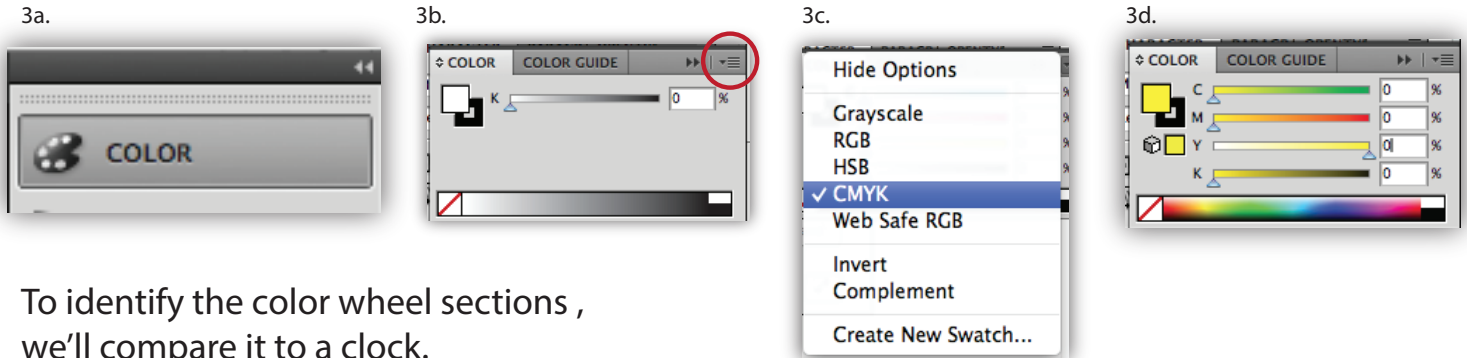 3a.
COLOR
3b.
COLOR COLOR GUIDE
K 0 %
3c.
Hide Options
Grayscale
RGB
HSB
✓ CMYK
Web Safe RGB
Invert
Complement
Create New Swatch...
3d.
COLOR COLOR GUIDE
C 0 %
M 0 %
Y 0 %
K 0 %
To identify the color wheel sections ,
we'll compare it to a clock.